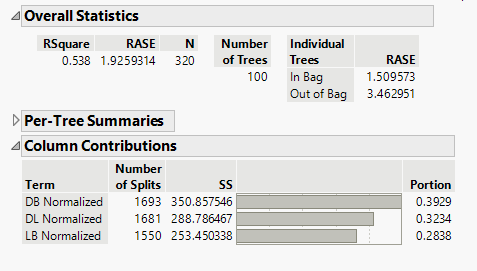 Overall Statistics
RSquare RASE N
0.538 1.9259314 320
Number of Trees
100
Individual Trees RASE
In Bag 1.509573
Out of Bag 3.462951
Per-Tree Summaries
Column Contributions
Term Number of Splits SS Portion
DB Normalized 1693 350.857546 0.3929
DL Normalized 1681 288.786467 0.3234
LB Normalized 1550 253.450338 0.2838